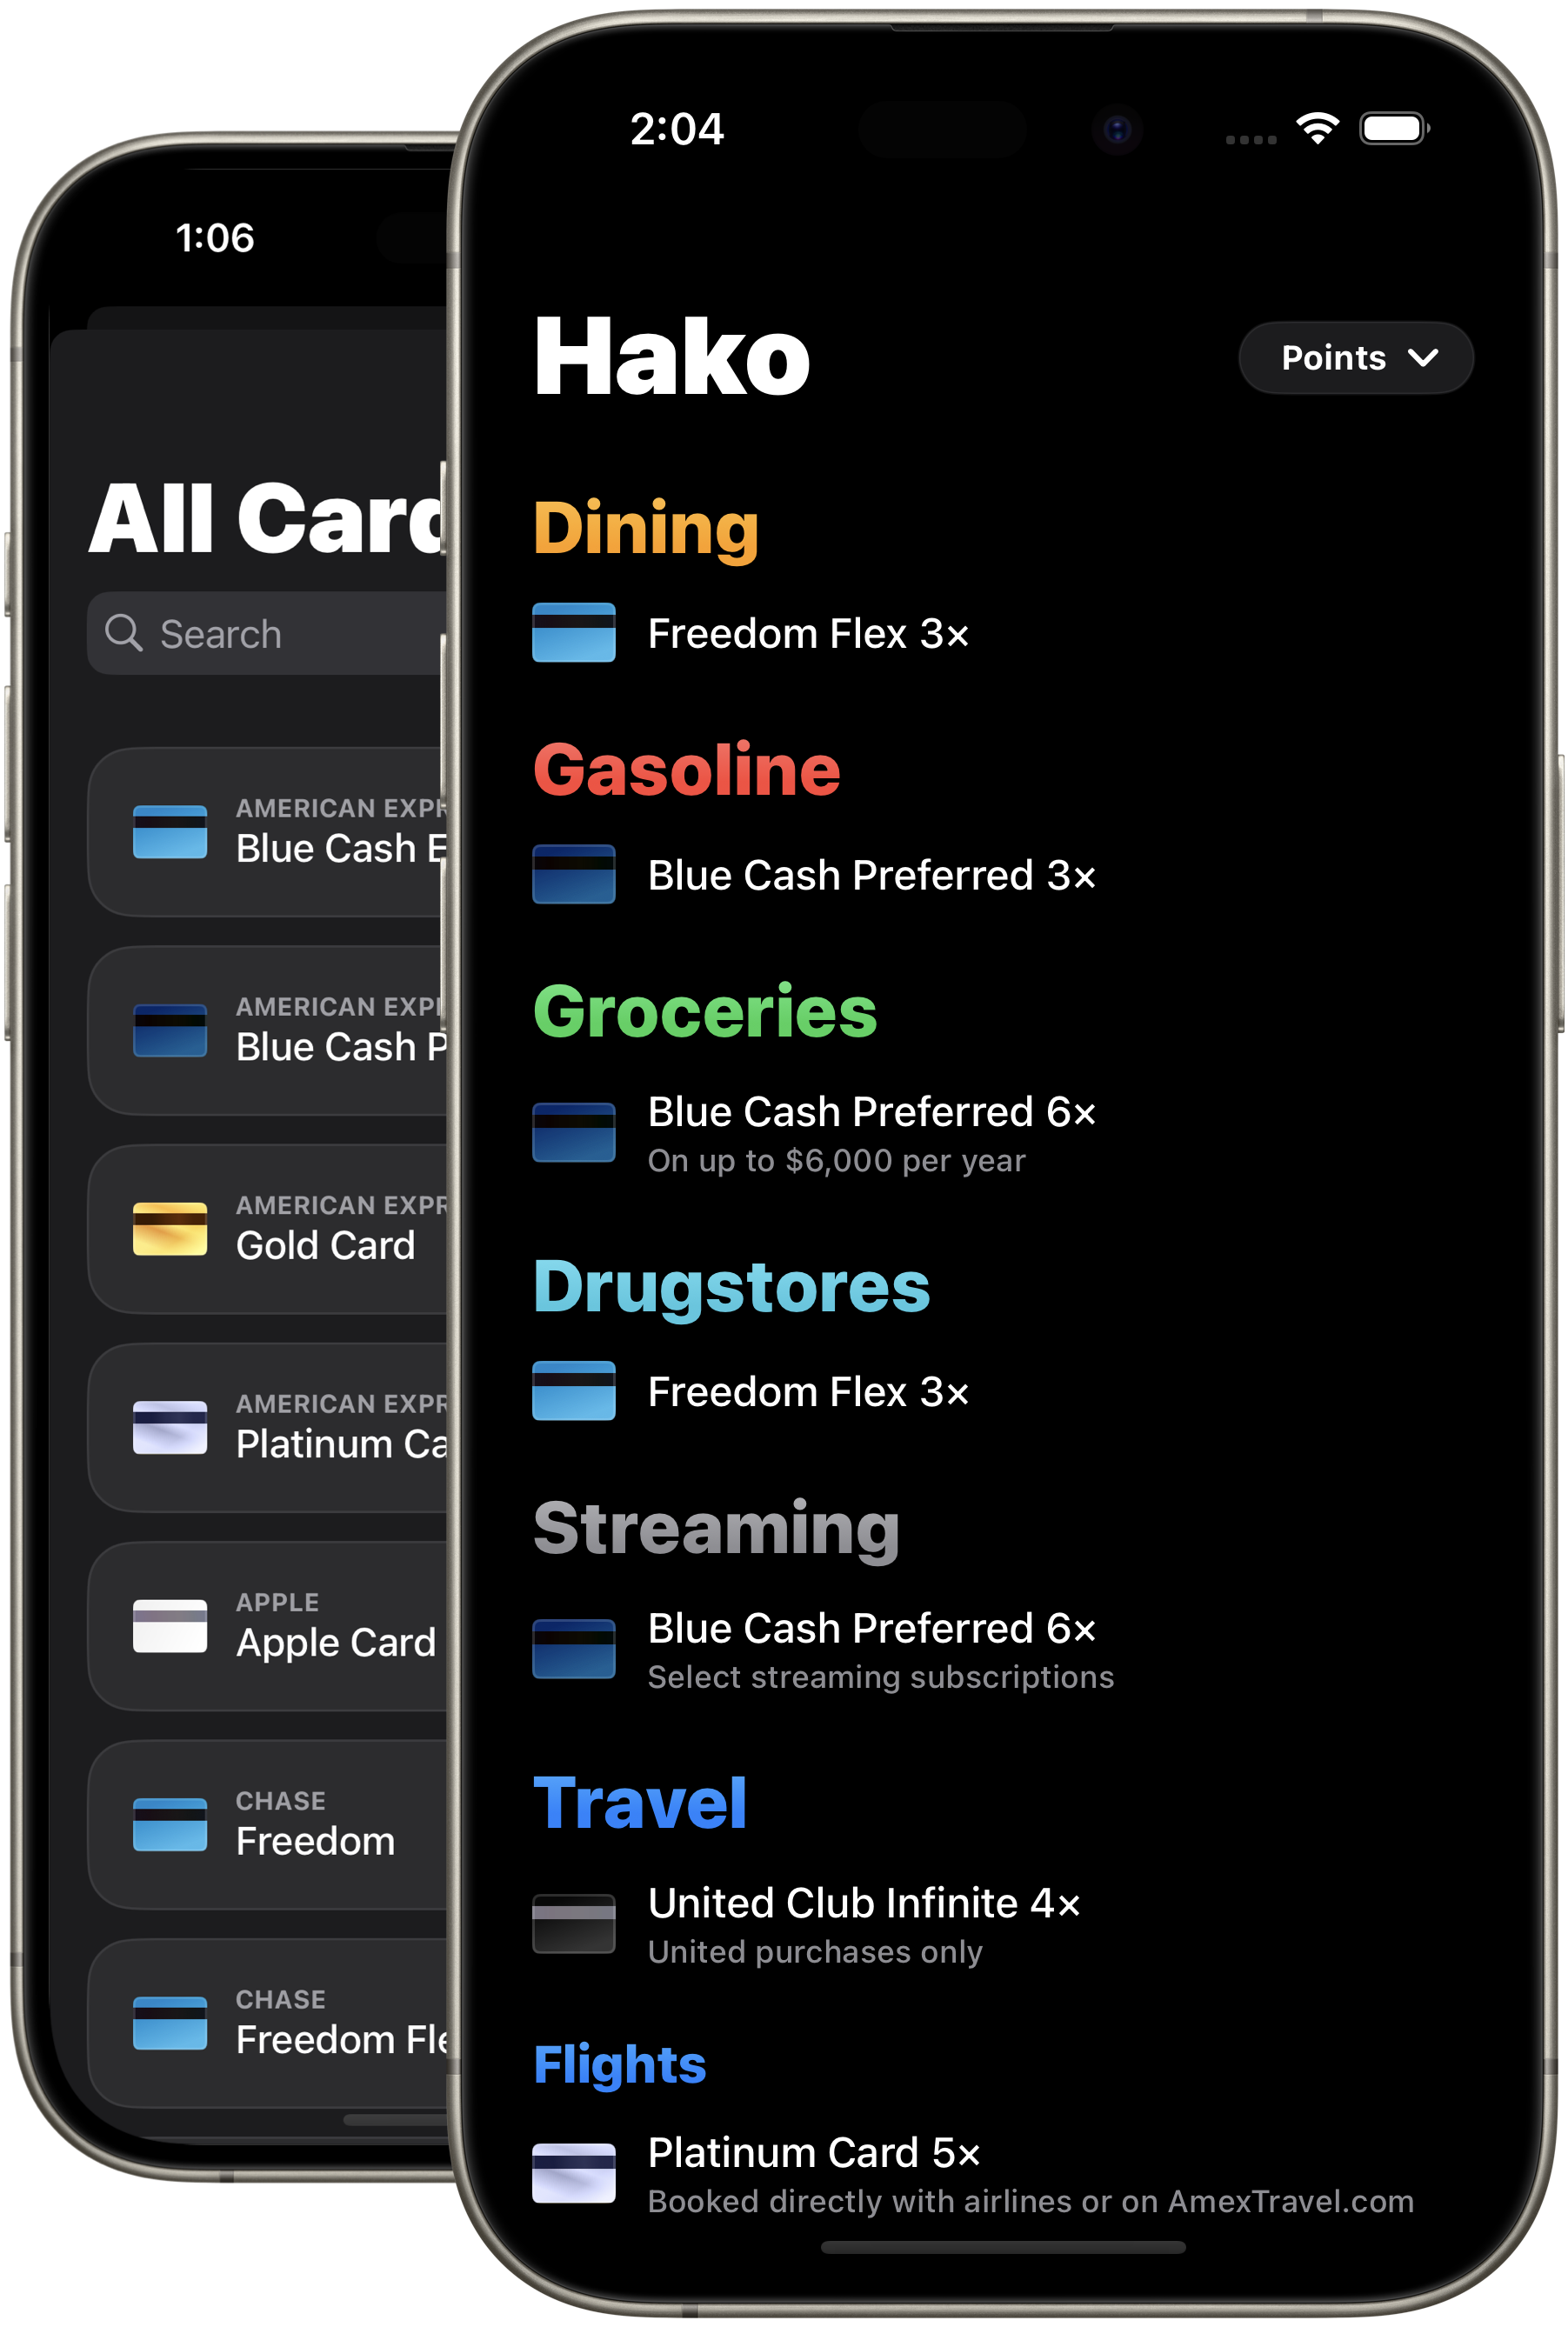 1:06
All Card
Search
AMERICAN EXPR
Blue Cash E
AMERICAN EXPR
Blue Cash P
AMERICAN EXPR
Gold Card
AMERICAN EXPR
Platinum Ca
APPLE
Apple Card
CHASE
Freedom
CHASE
Freedom Fle
2:04
Hako
Points
Dining
Freedom Flex 3×
Gasoline
Blue Cash Preferred 3×
Groceries
Blue Cash Preferred 6×
On up to $6,000 per year
Drugstores
Freedom Flex 3×
Streaming
Blue Cash Preferred 6×
Select streaming subscriptions
Travel
United Club Infinite 4×
United purchases only
Flights
Platinum Card 5×
Booked directly with airlines or on AmexTravel.com